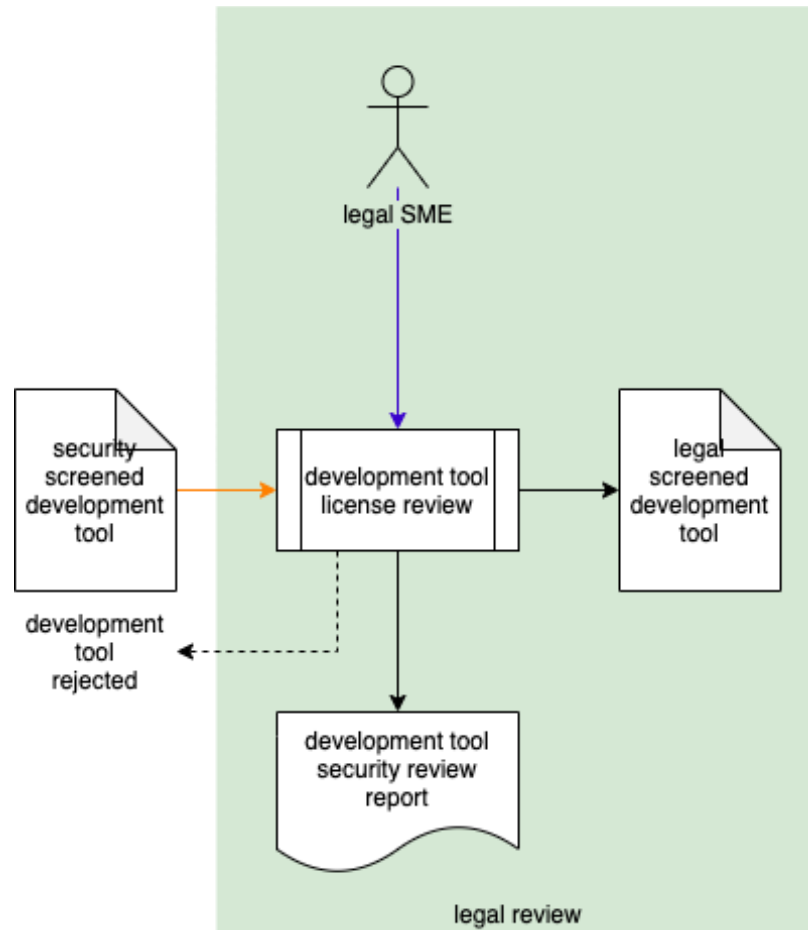 legal SME
security
screened
development
tool
development tool
license review
legal
screened
development
tool
development
tool
rejected
development tool
security review
report
legal review